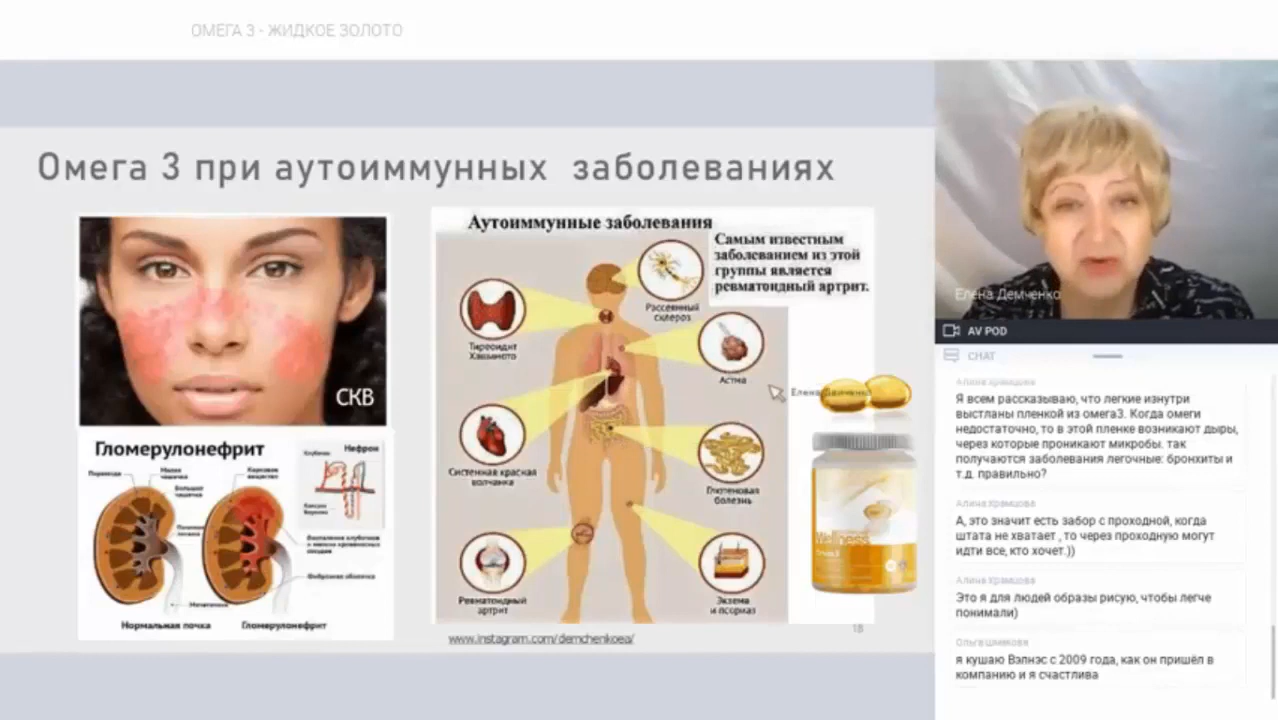 ОМЕГА 3 - ЖИДКОЕ ЗОЛОТО
Омега 3 при аутоиммунных заболеваниях
СКВ
Гломерулонефрит
Нефрон
Нормальная почка
Гломерулонефрит
Аутоиммунные заболевания
Самым известным
заболеванием из этой
группы является
ревматоидный артрит.
Рассеянный
склероз
Тиреоидит
Хашимото
Астма
Системная красная
волчанка
Глютеновая
болезнь
Ревматоидный
артрит
Экзема
и псориаз
Елена Демченко
Wellness
www.instagram.com/demchenkoea/
18
Елена Демченко
AV POD
CHAT
Алина Храмцова
Я всем рассказываю, что легкие изнутри
выстланы пленкой из омега3. Когда омеги
недостаточно, то в этой пленке возникают дыры,
через которые проникают микробы. так
получаются заболевания легочные: бронхиты и
т.д. правильно?
Алина Храмцова
А, это значит есть забор с проходной, когда
штата не хватает , то через проходную могут
идти все, кто хочет.))
Алина Храмцова
Это я для людей образы рисую, чтобы легче
понимали)
Ольга
я кушаю Вэлнэс с 2009 года, как он пришёл в
компанию и я счастлива